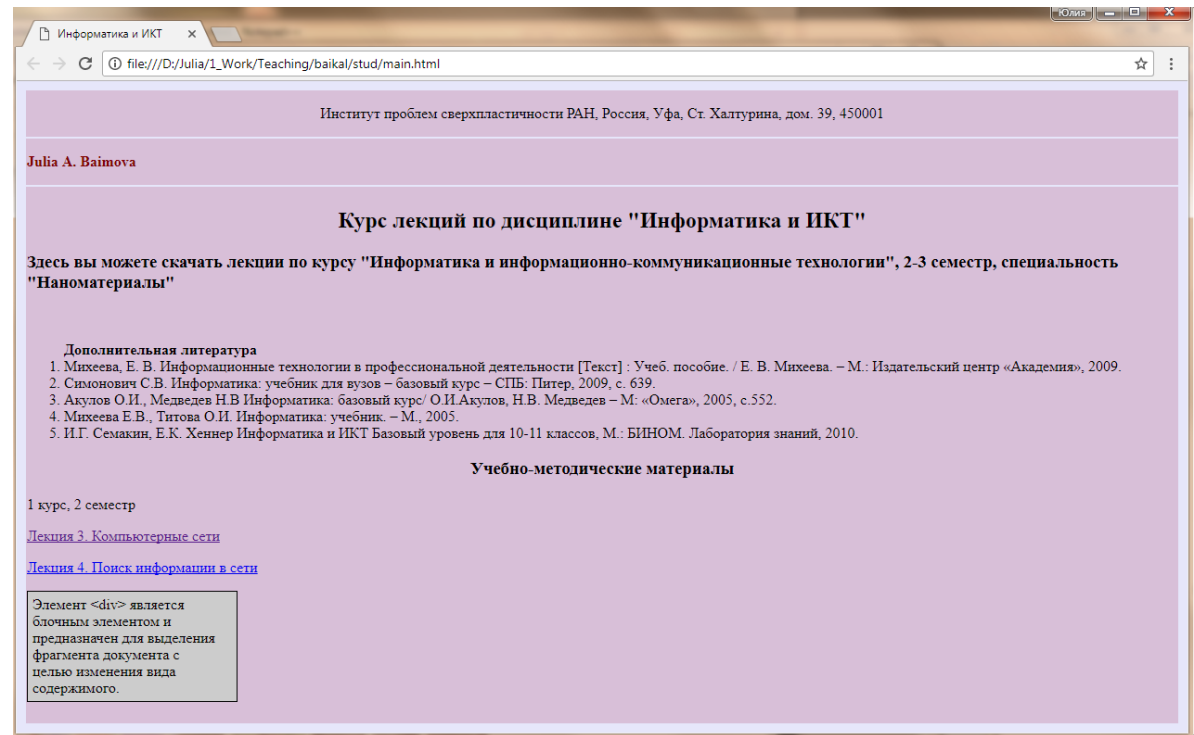 Юлия
Информатика и ИКТ
file:///D:/Julia/1_Work/Teaching/baikal/stud/main.html
Институт проблем сверхпластичности РАН, Россия, Уфа, Ст. Халтурина, дом. 39, 450001
Julia A. Baimova
Курс лекций по дисциплине "Информатика и ИКТ"
Здесь вы можете скачать лекции по курсу "Информатика и информационно-коммуникационные технологии", 2-3 семестр, специальность
"Наноматериалы"
Дополнительная литература
1. Михеева, Е. В. Информационные технологии в профессиональной деятельности [Текст] : Учеб. пособие. / Е. В. Михеева. – М.: Издательский центр «Академия», 2009.
2. Симонович С.В. Информатика: учебник для вузов – базовый курс – СПБ: Питер, 2009, с. 639.
3. Акулов О.И., Медведев Н.В Информатика: базовый курс/ О.И.Акулов, Н.В. Медведев – М: «Омега», 2005, с.552.
4. Михеева Е.В., Титова О.И. Информатика: учебник. – М., 2005.
5. И.Г. Семакин, Е.К. Хеннер Информатика и ИКТ Базовый уровень для 10-11 классов, М.: БИНОМ. Лаборатория знаний, 2010.
Учебно-методические материалы
1 курс, 2 семестр
Лекция 3. Компьютерные сети
Лекция 4. Поиск информации в сети
Элемент <div> является
блочным элементом и
предназначен для выделения
фрагмента документа с
целью изменения вида
содержимого.